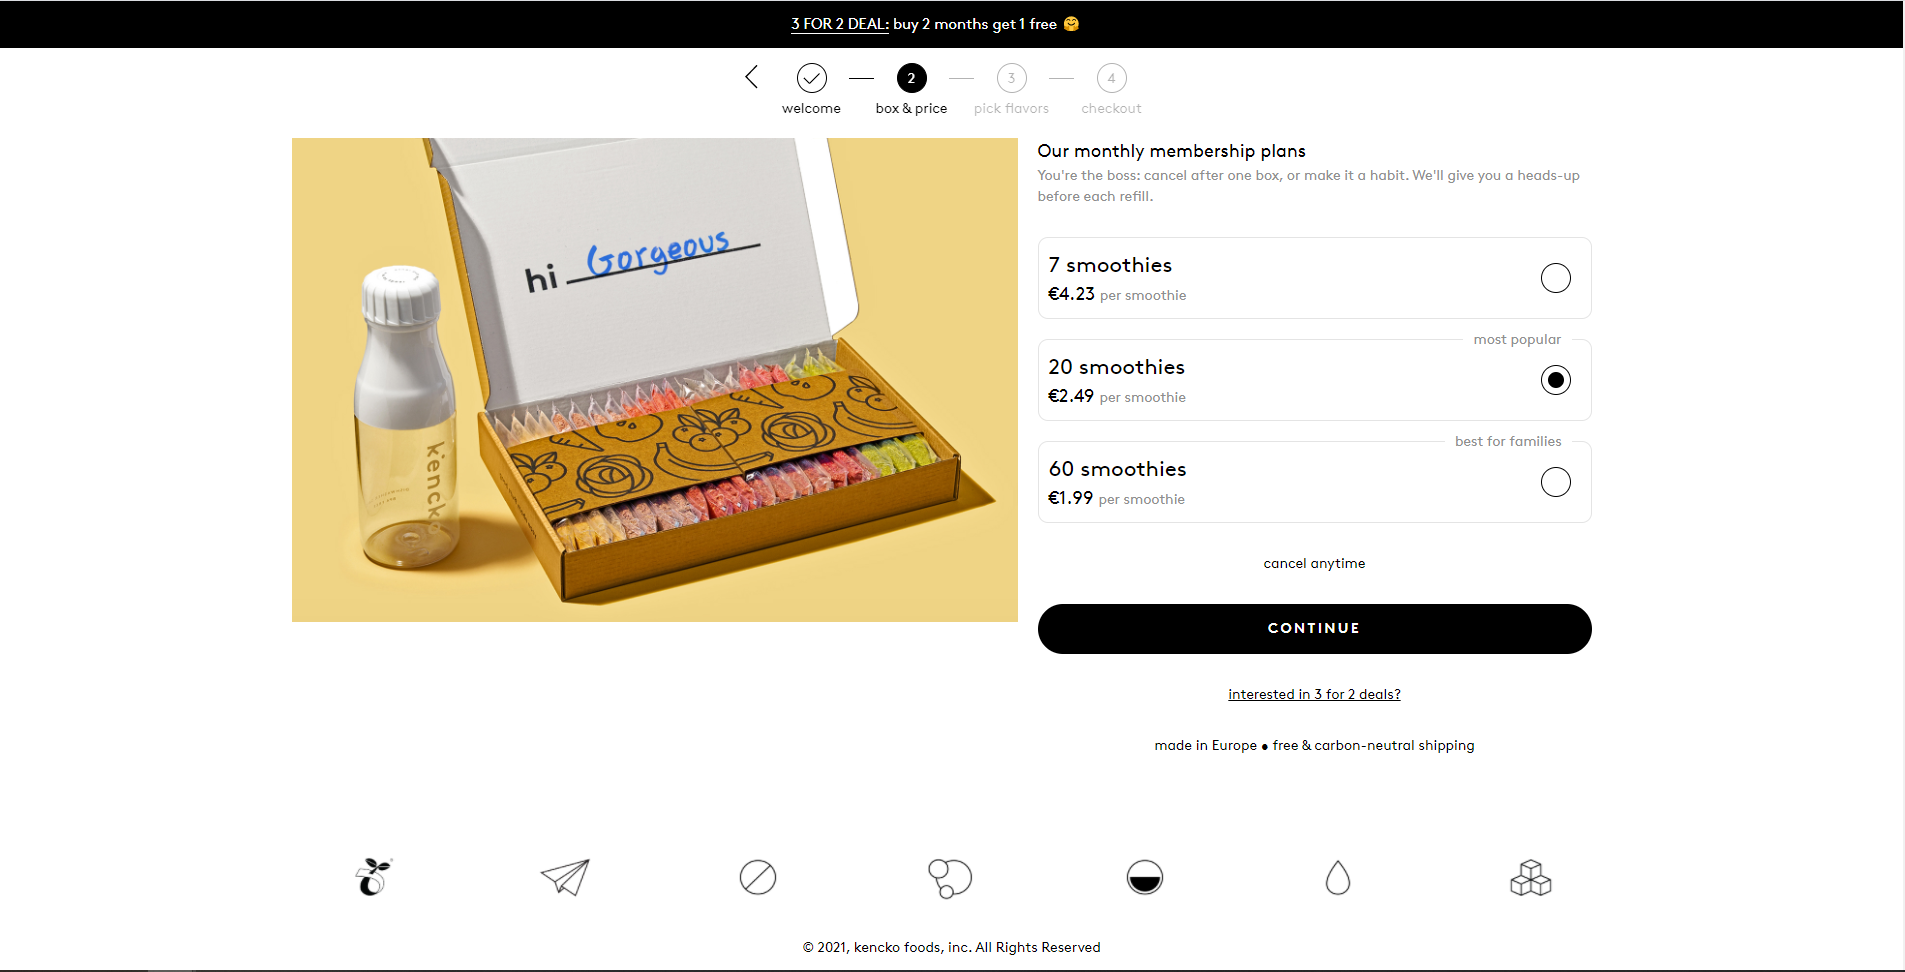 3 FOR 2 DEAL: buy 2 months get 1 free 🤗
2
3
4
welcome
box & price
pick flavors
checkout
hi Gorgeous
kencko
Our monthly membership plans
You're the boss: cancel after one box, or make it a habit. We'll give you a heads-up
before each refill.
7 smoothies
€4.23 per smoothie
most popular
20 smoothies
€2.49 per smoothie
best for families
60 smoothies
€1.99 per smoothie
cancel anytime
CONTINUE
interested in 3 for 2 deals?
made in Europe ● free & carbon-neutral shipping
© 2021, kencko foods, inc. All Rights Reserved